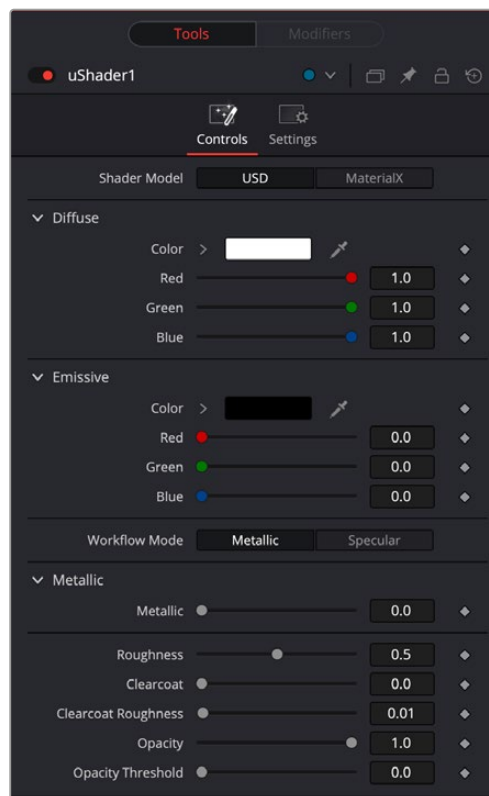 Tools Modifiers
uShader1
Controls Settings
Shader Model USD MaterialX
Diffuse
Color
Red 1.0
Green 1.0
Blue 1.0
Emissive
Color
Red 0.0
Green 0.0
Blue 0.0
Workflow Mode Metallic Specular
Metallic
Metallic 0.0
Roughness 0.5
Clearcoat 0.0
Clearcoat Roughness 0.01
Opacity 1.0
Opacity Threshold 0.0